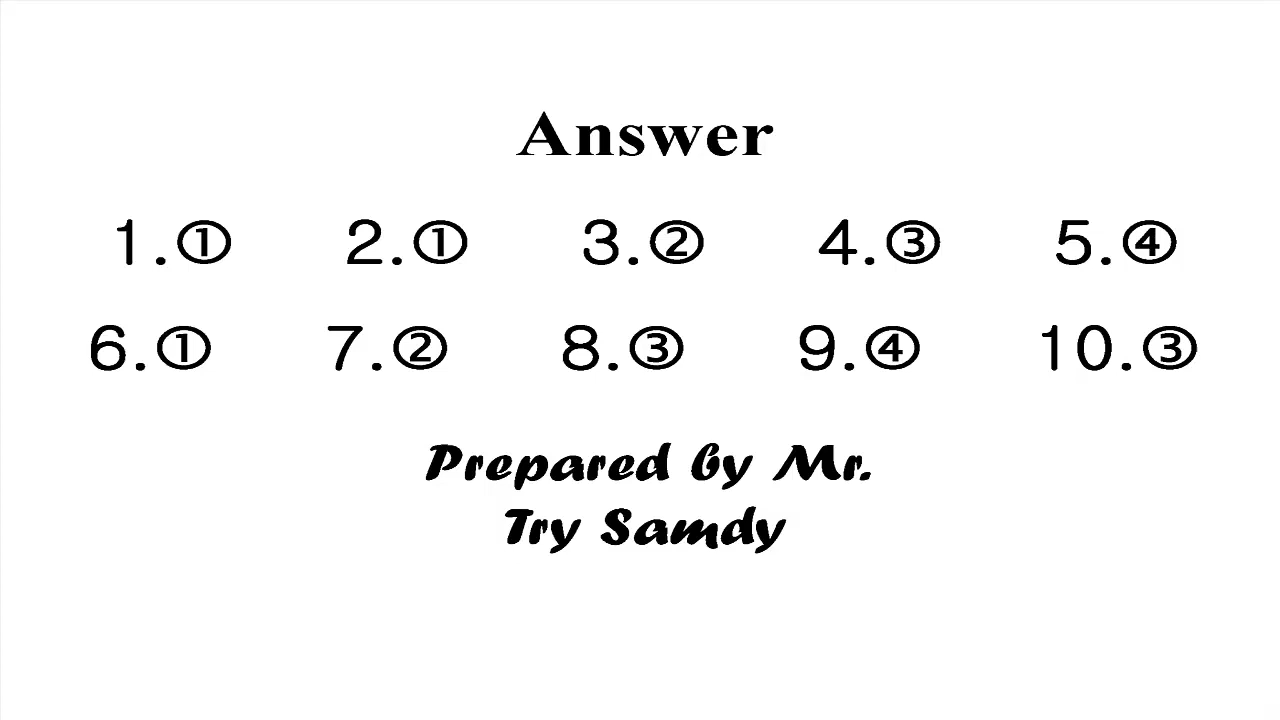 Answer
1.① 2.① 3.② 4.③ 5.④
6.① 7.② 8.③ 9.④ 10.③
Prepared by Mr.
Try Samdy